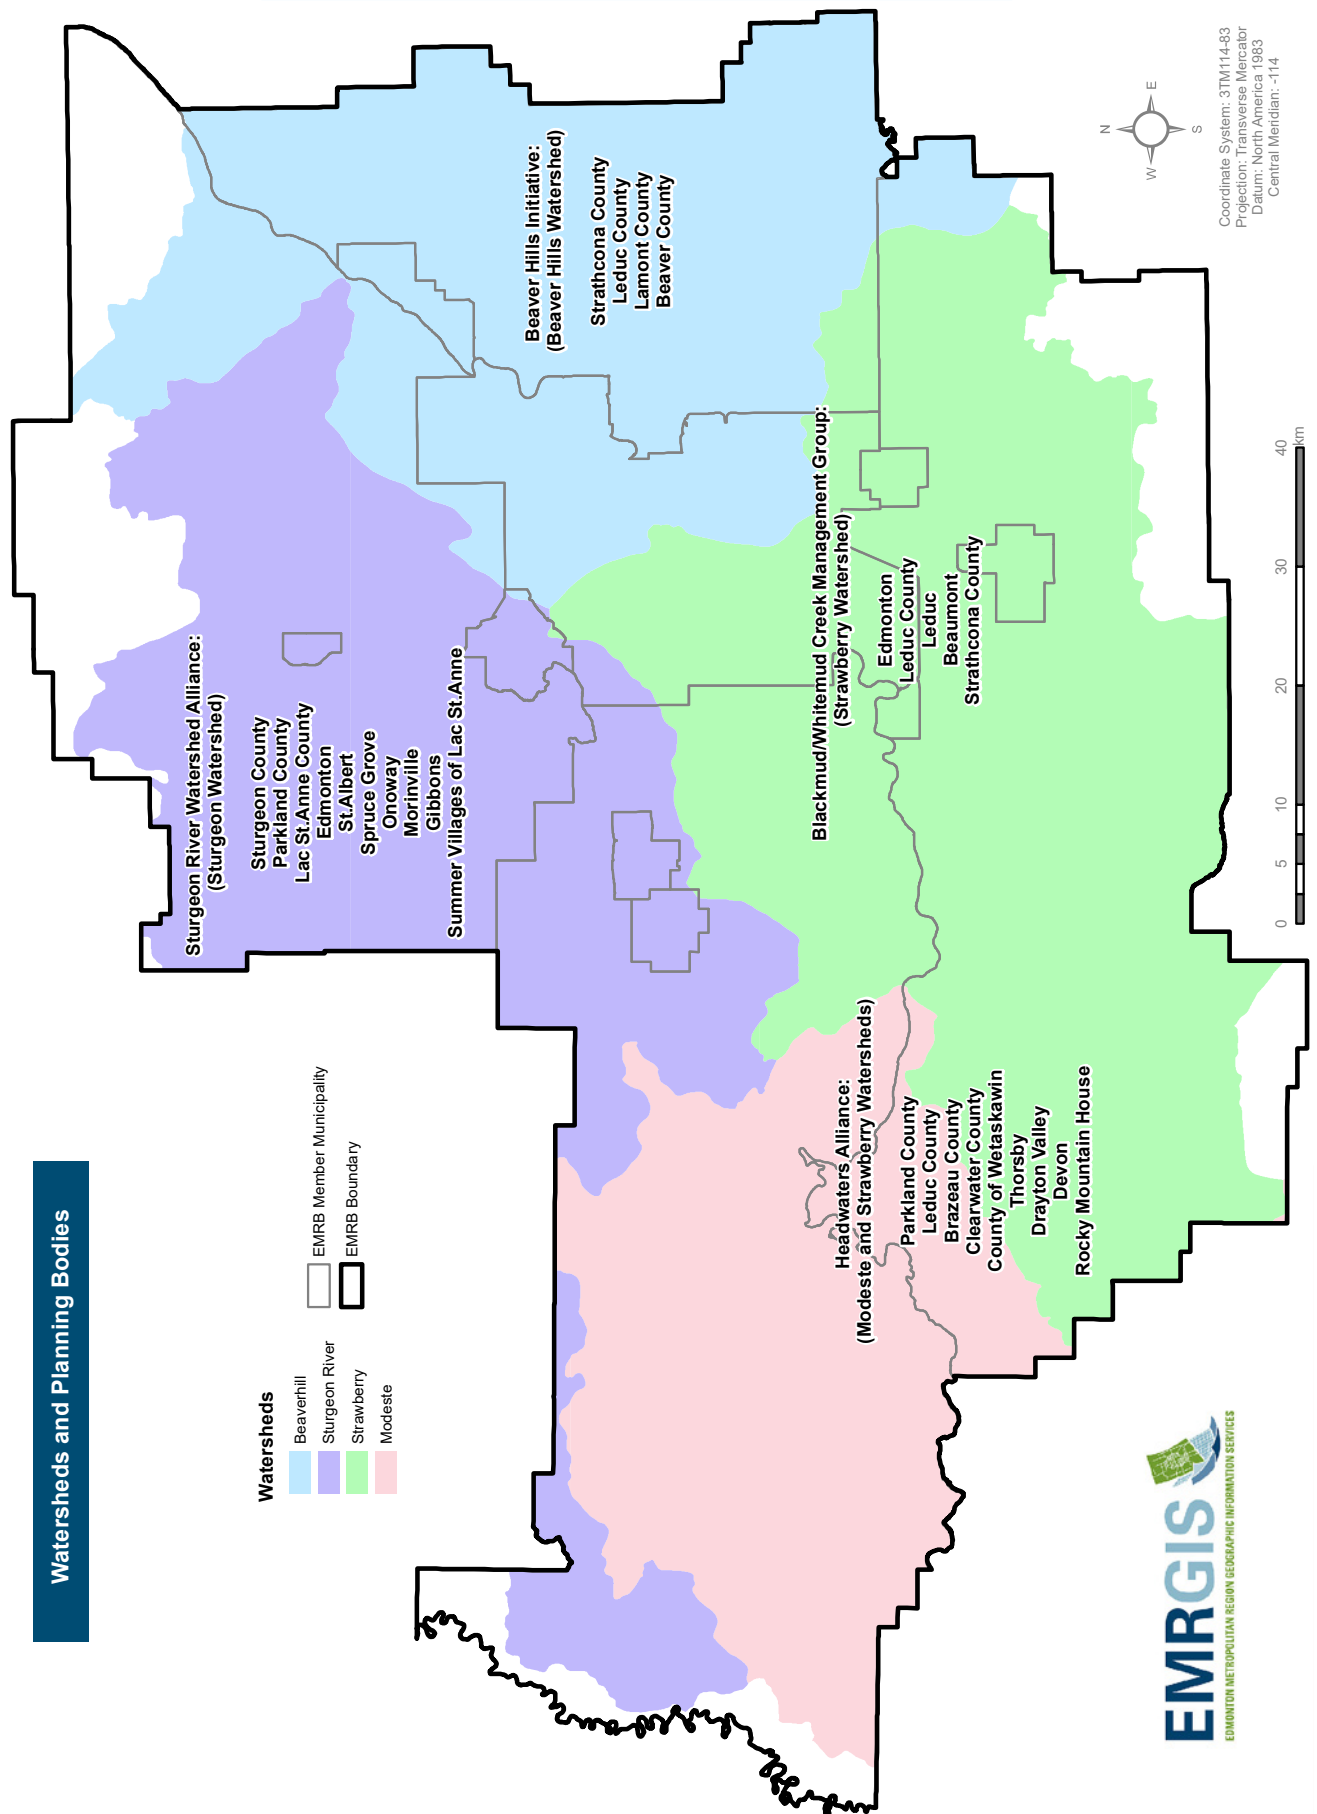 Watersheds and Planning Bodies
Watersheds
Beaverhill
Sturgeon River
Strawberry
Modeste
EMRB Member Municipality
EMRB Boundary
Sturgeon River Watershed Alliance:
(Sturgeon Watershed)
Sturgeon County
Parkland County
Lac St.Anne County
Edmonton
St.Albert
Spruce Grove
Onoway
Morinville
Gibbons
Summer Villages of Lac St.Anne
Beaver Hills Initiative:
(Beaver Hills Watershed)
Strathcona County
Leduc County
Lamont County
Beaver County
Headwaters Alliance:
(Modeste and Strawberry Watersheds)
Parkland County
Leduc County
Brazeau County
Clearwater County
County of Wetaskawin
Thorsby
Drayton Valley
Devon
Rocky Mountain House
Blackmud/Whitemud Creek Management Group:
(Strawberry Watershed)
Edmonton
Leduc County
Leduc
Beaumont
Strathcona County
N
W
E
S
Coordinate System: 3TM114-83
Projection: Transverse Mercator
Datum: North America 1983
Central Meridian: -114
EMRGIS
EDMONTON METROPOLITAN REGION GEOGRAPHIC INFORMATION SERVICES
0 5 10 20 30 40
km